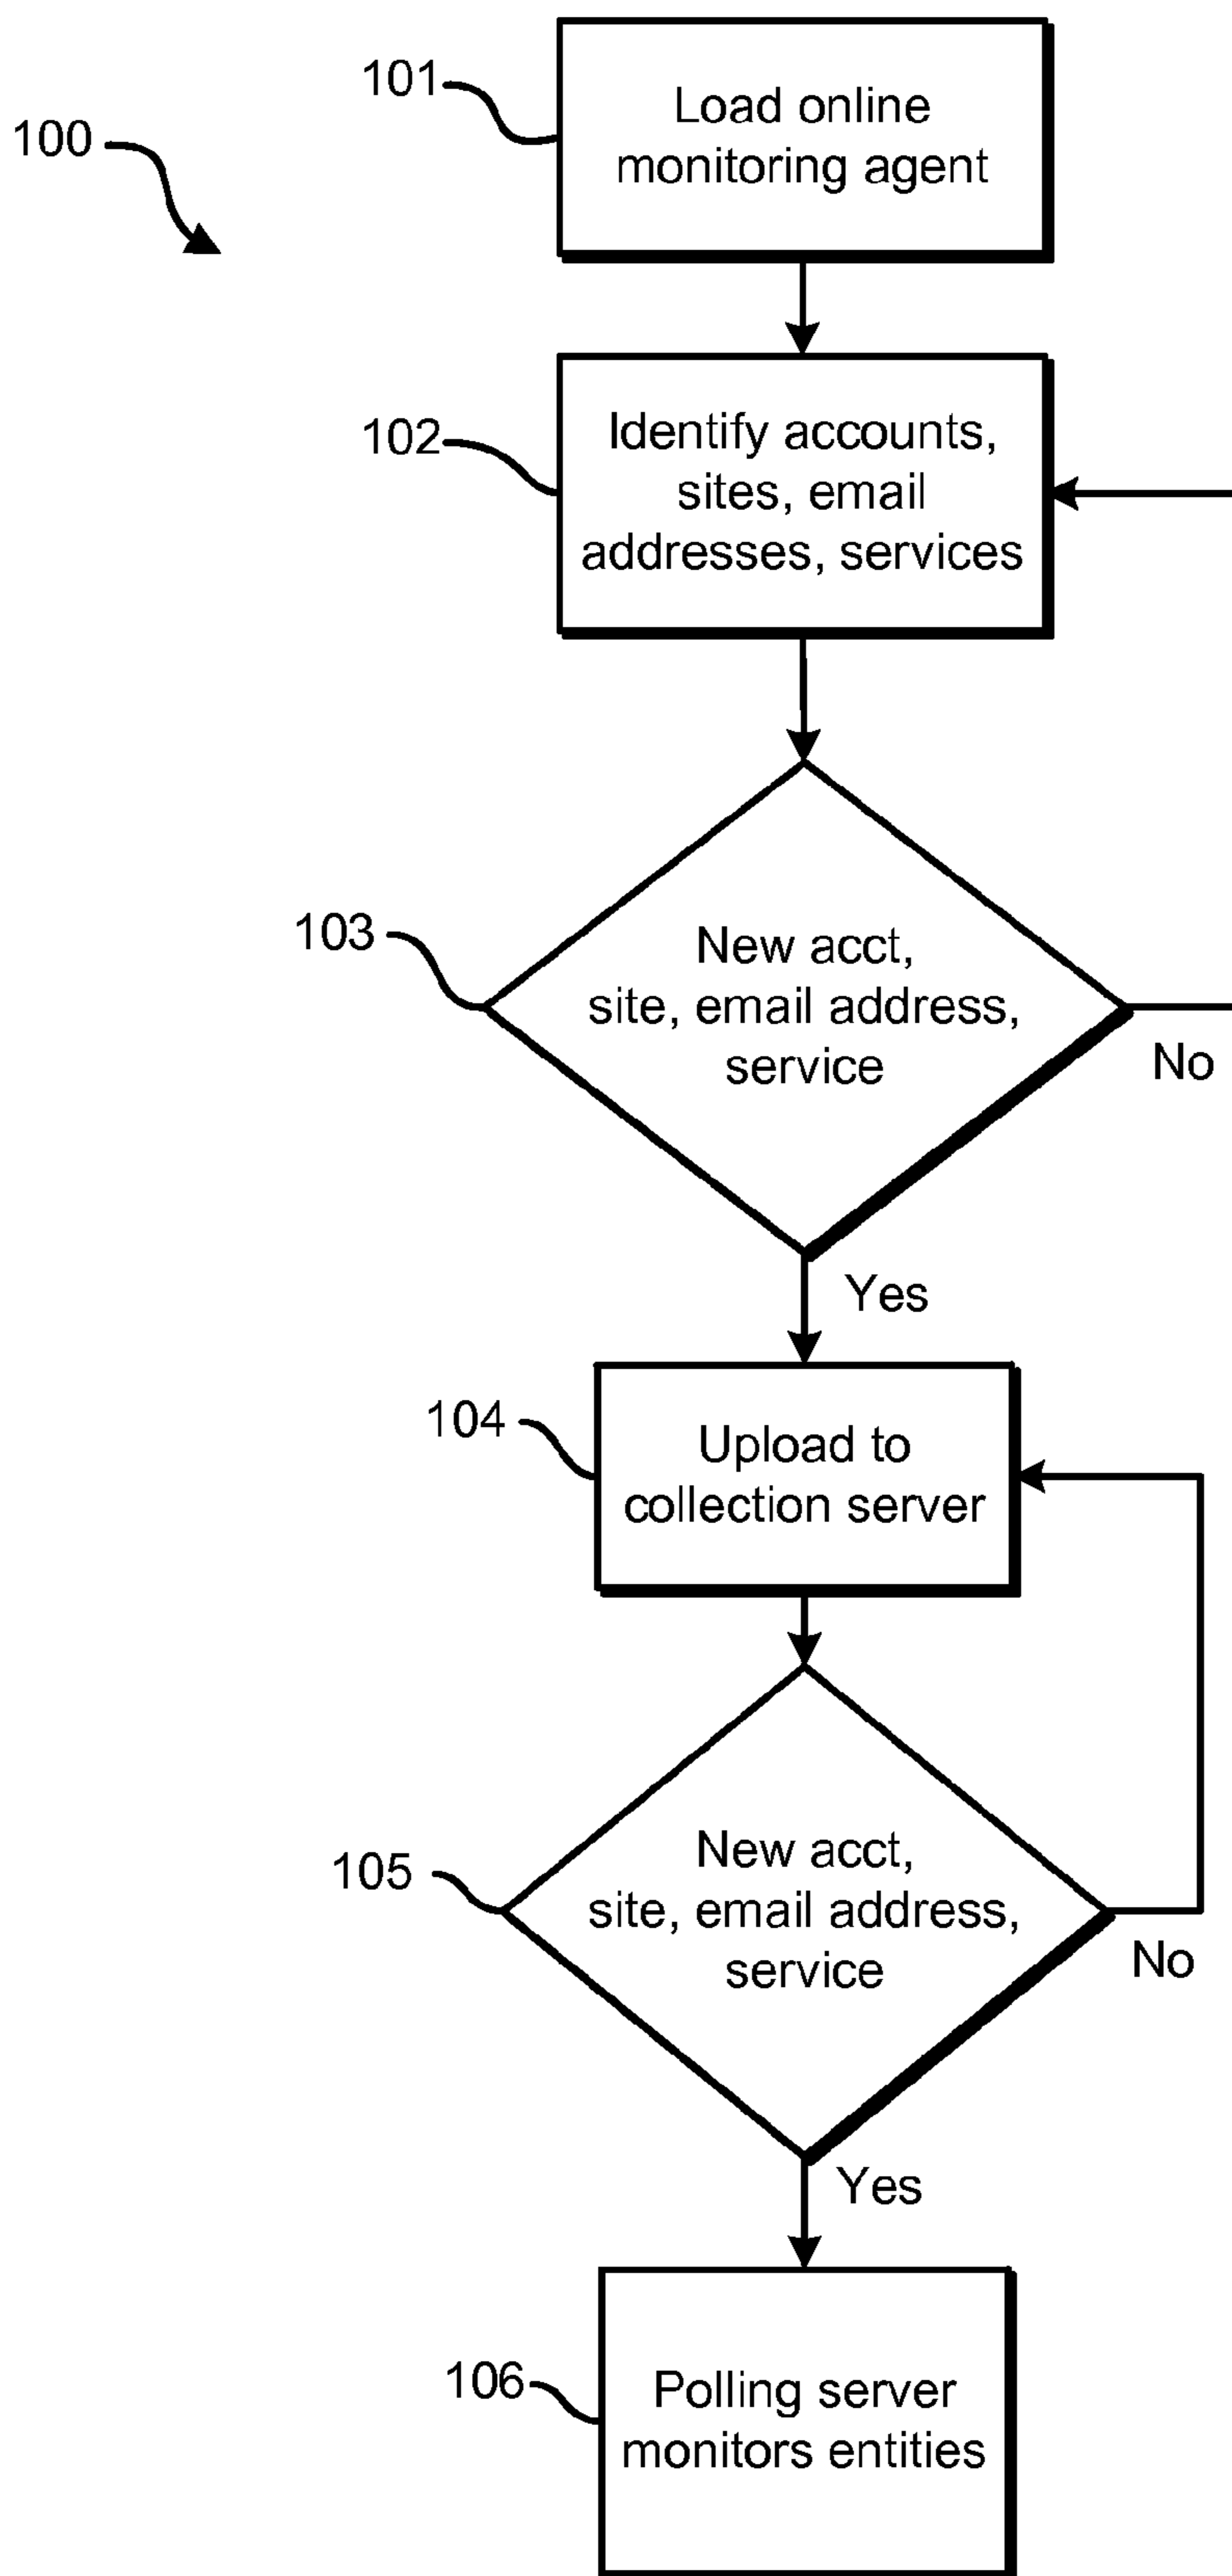 100
101
Load online
monitoring agent
102
Identify accounts,
sites, email
addresses, services
103
New acct,
site, email address,
service
No
Yes
104
Upload to
collection server
105
New acct,
site, email address,
service
No
Yes
106
Polling server
monitors entities